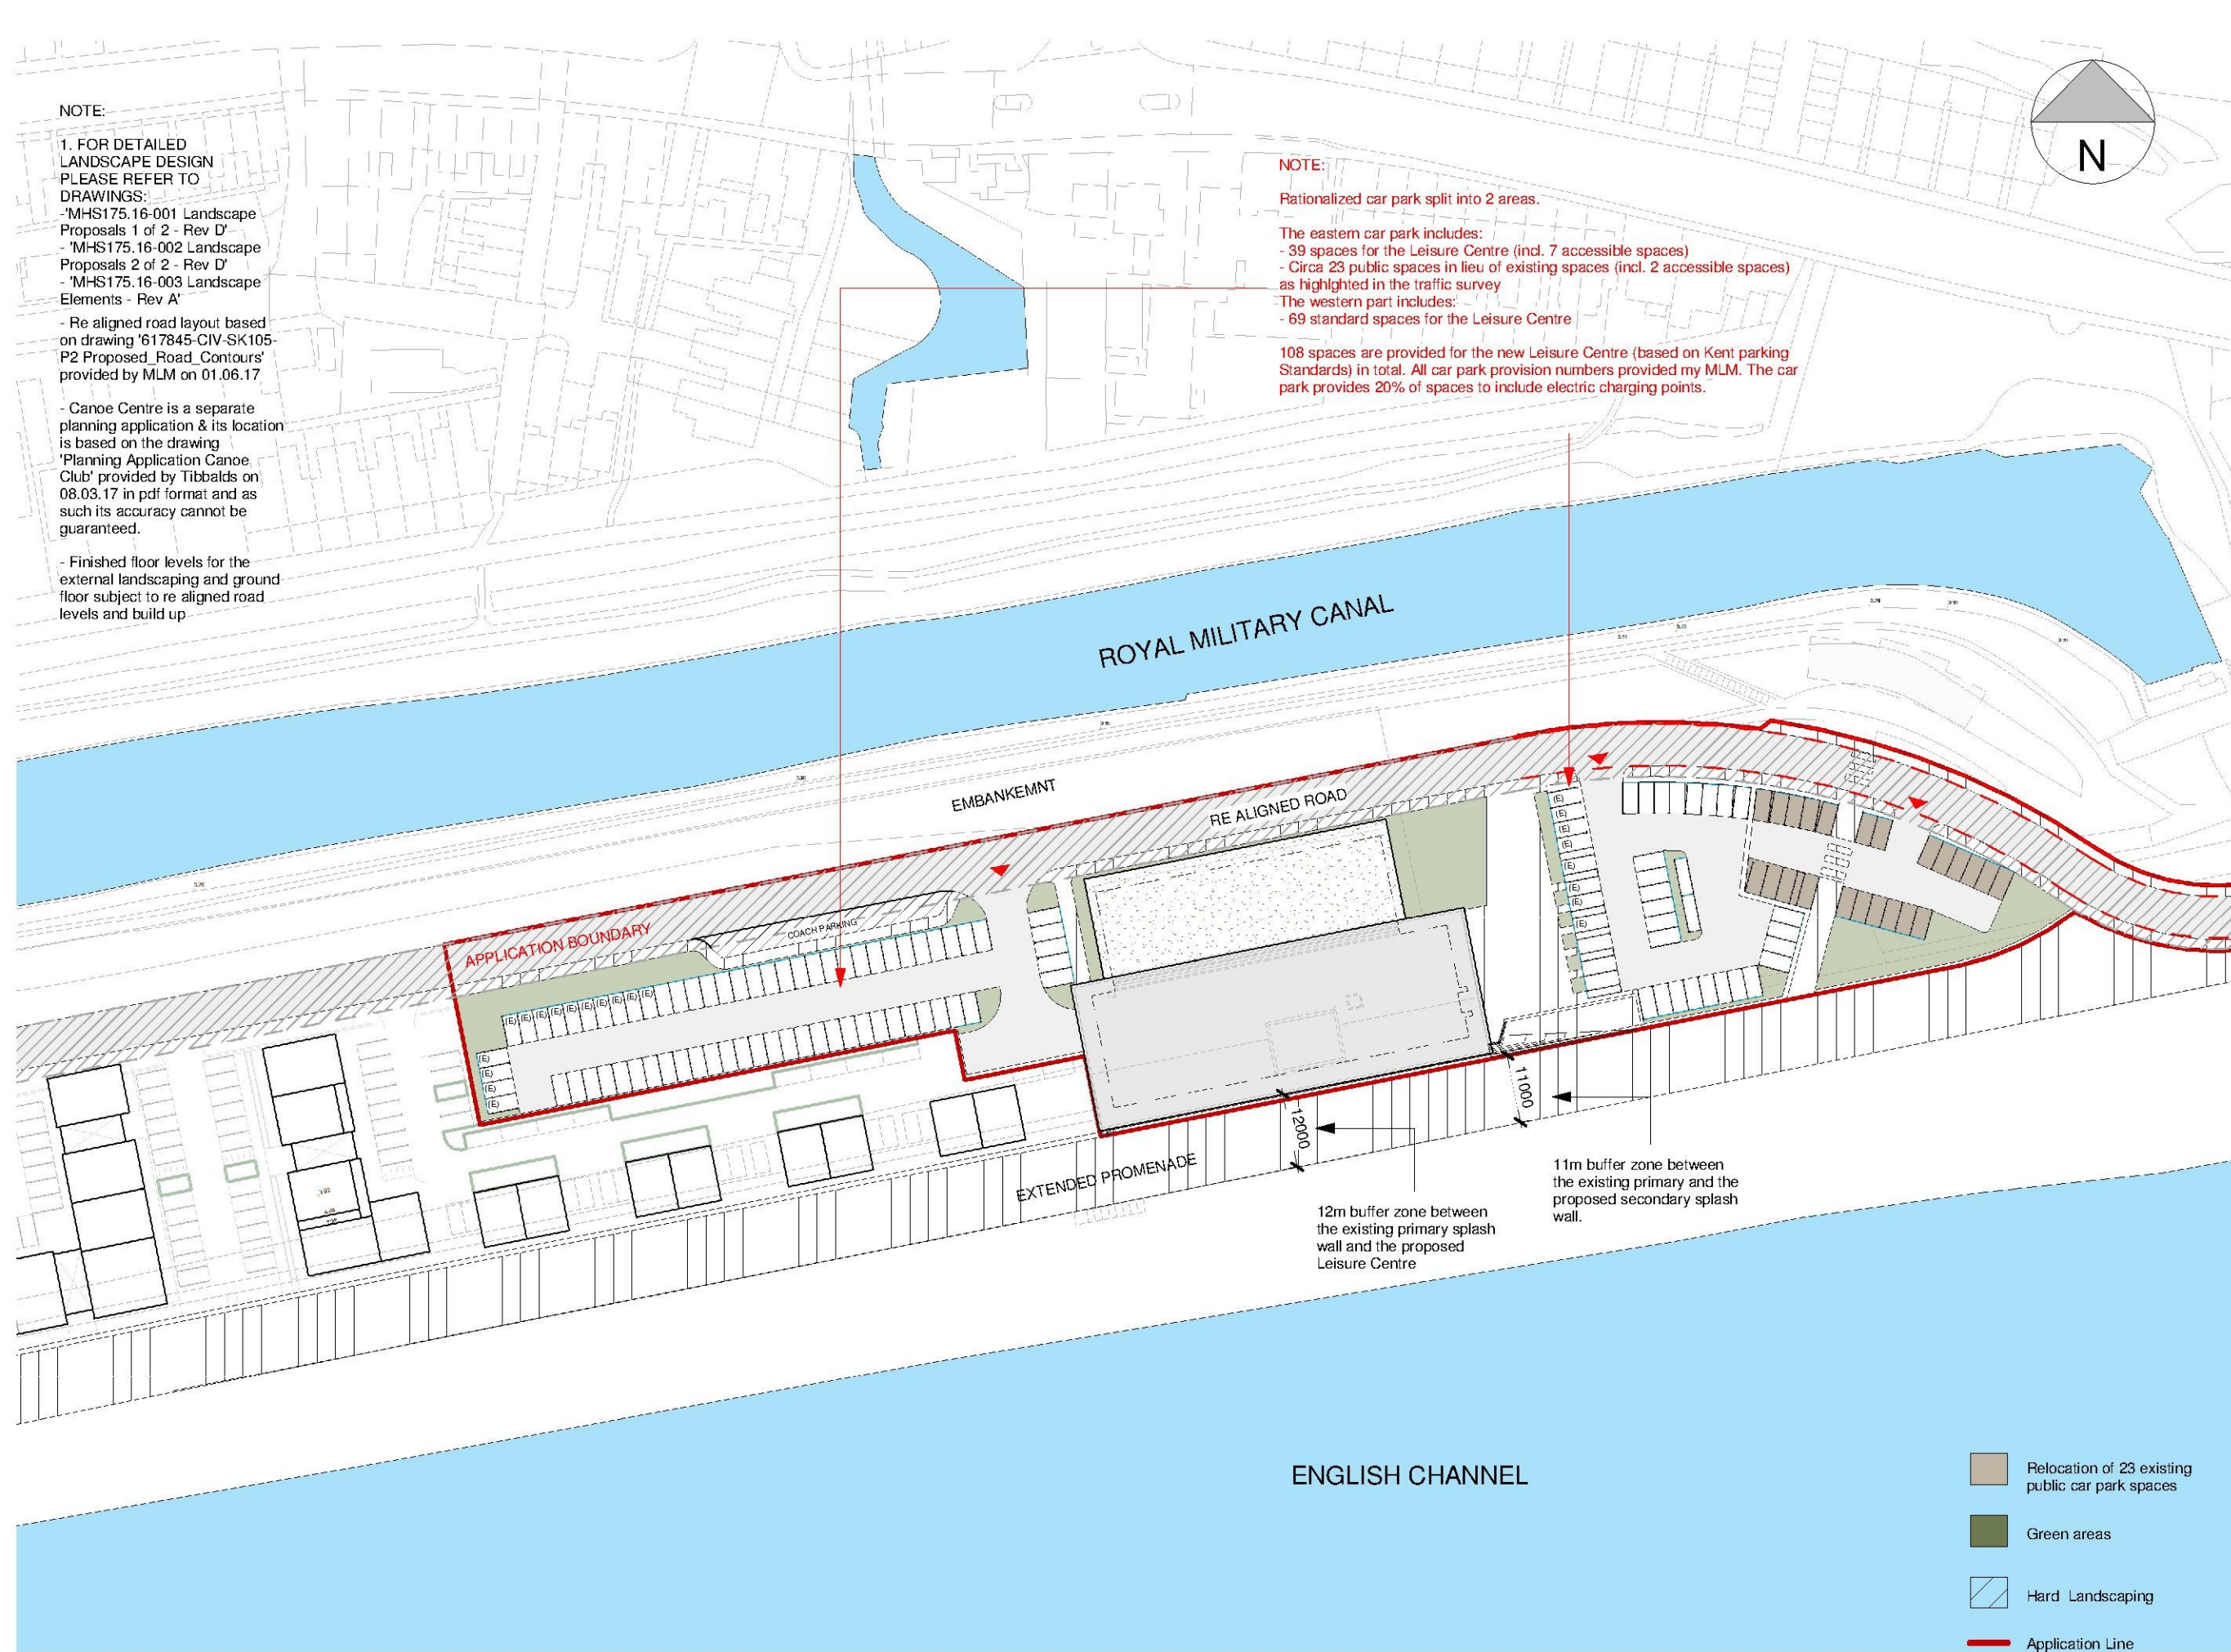 NOTE:
1. FOR DETAILED
LANDSCAPE DESIGN
PLEASE REFER TO
DRAWINGS:
-'MHS175.16-001 Landscape
Proposals 1 of 2 - Rev D'
- 'MHS175.16-002 Landscape
Proposals 2 of 2 - Rev D'
- 'MHS175.16-003 Landscape
Elements - Rev A'
- Re aligned road layout based
on drawing '617845-CIV-SK105-
P2 Proposed_Road_Contours'
provided by MLM on 01.06.17
- Canoe Centre is a separate
planning application & its location
is based on the drawing
'Planning Application Canoe
Club' provided by Tibbalds on
08.03.17 in pdf format and as
such its accuracy cannot be
guaranteed.
- Finished floor levels for the
external landscaping and ground
floor subject to re aligned road
levels and build up
NOTE:
Rationalized car park split into 2 areas.
The eastern car park includes:
- 39 spaces for the Leisure Centre (incl. 7 accessible spaces)
- Circa 23 public spaces in lieu of existing spaces (incl. 2 accessible spaces)
as highlghted in the traffic survey
The western part includes:
- 69 standard spaces for the Leisure Centre
108 spaces are provided for the new Leisure Centre (based on Kent parking
Standards) in total. All car park provision numbers provided my MLM. The car
park provides 20% of spaces to include electric charging points.
N
ROYAL MILITARY CANAL
EMBANKEMNT
RE ALIGNED ROAD
APPLICATION BOUNDARY
COACH PARKING
(E) (E) (E) (E) (E) (E) (E) (E) (E) (E)
(E)
(E)
(E)
(E)
(E)
(E)
(E)
(E)
(E)
(E)
(E)
(E)
(E)
EXTENDED PROMENADE
12000
11000
12m buffer zone between
the existing primary splash
wall and the proposed
Leisure Centre
11m buffer zone between
the existing primary and the
proposed secondary splash
wall.
ENGLISH CHANNEL
Relocation of 23 existing
public car park spaces
Green areas
Hard Landscaping
Application Line